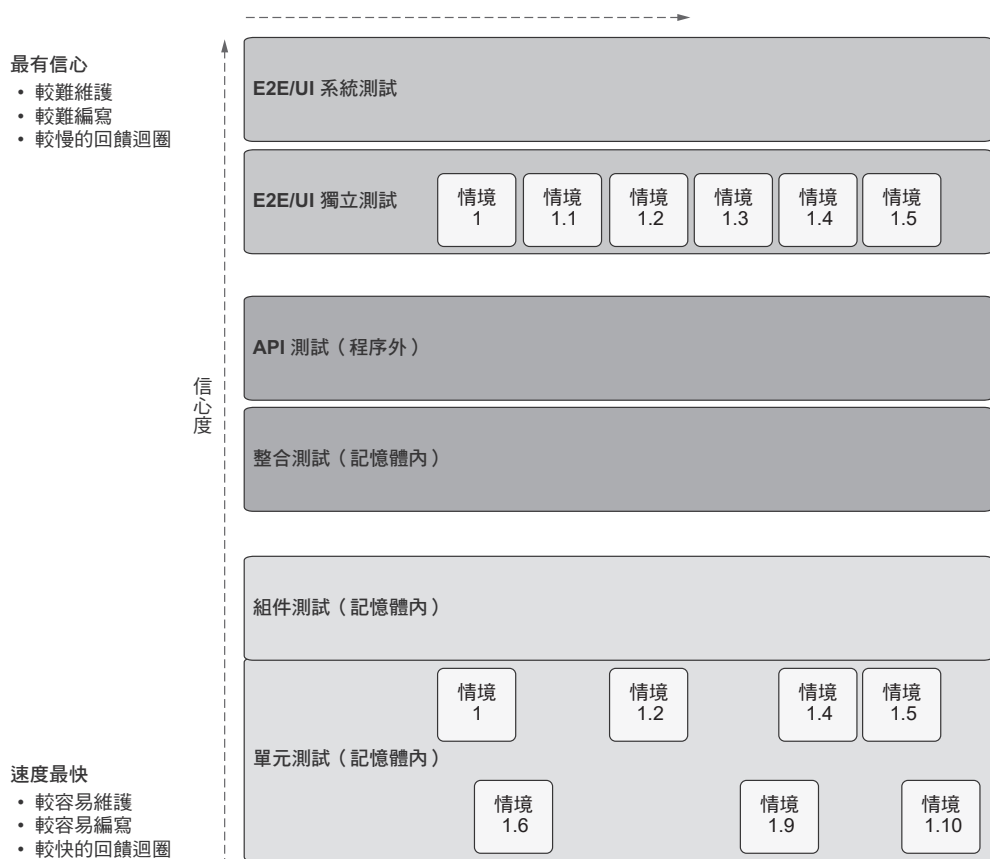 最有信心
• 較難維護
• 較難編寫
• 較慢的回饋迴圈
E2E/UI 系統測試
E2E/UI 獨立測試
情境
1
情境
1.1
情境
1.2
情境
1.3
情境
1.4
情境
1.5
API 測試（程序外）
信心度
整合測試（記憶體內）
組件測試（記憶體內）
單元測試（記憶體內）
情境
1
情境
1.2
情境
1.4
情境
1.5
情境
1.6
情境
1.9
情境
1.10
速度最快
• 較容易維護
• 較容易編寫
• 較快的回饋迴圈